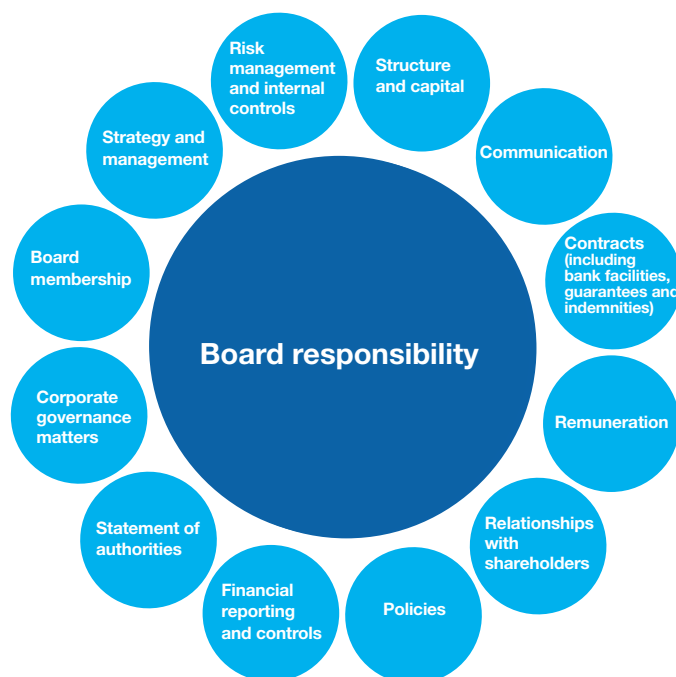 Risk
management
and internal
controls
Structure
and capital
Strategy and
management
Communication
Board
membership
Contracts
(including
bank facilities,
guarantees and
indemnities)
Board responsibility
Corporate
governance
matters
Remuneration
Statement of
authorities
Relationships
with
shareholders
Financial
reporting
and controls
Policies